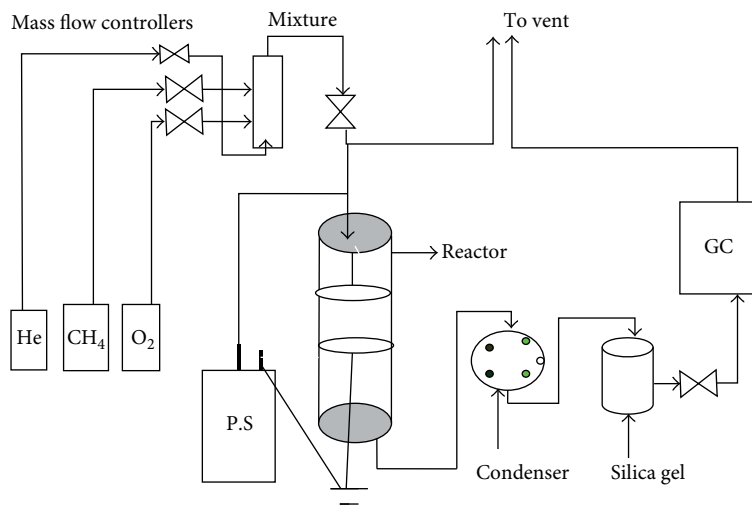 Mass flow controllers
Mixture
To vent
He
CH₄
O₂
Reactor
GC
P.S
Condenser
Silica gel